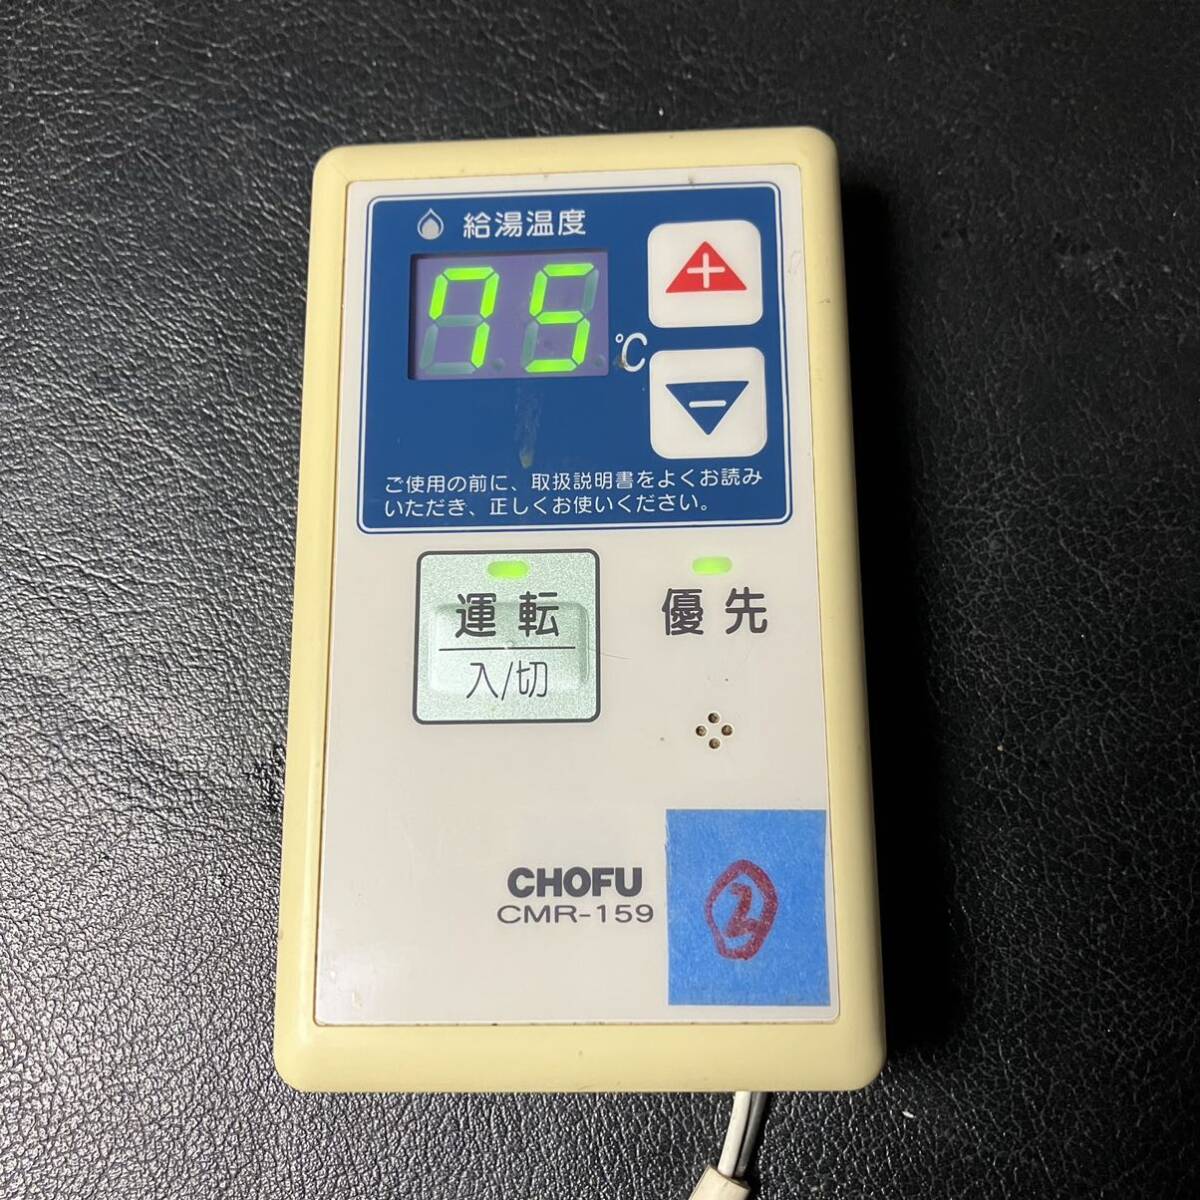 給湯温度
75
℃
+
−
ご使用の前に、取扱説明書をよくお読み
いただき、正しくお使いください。
運転
入/切
優先
CHOFU
CMR-159
②